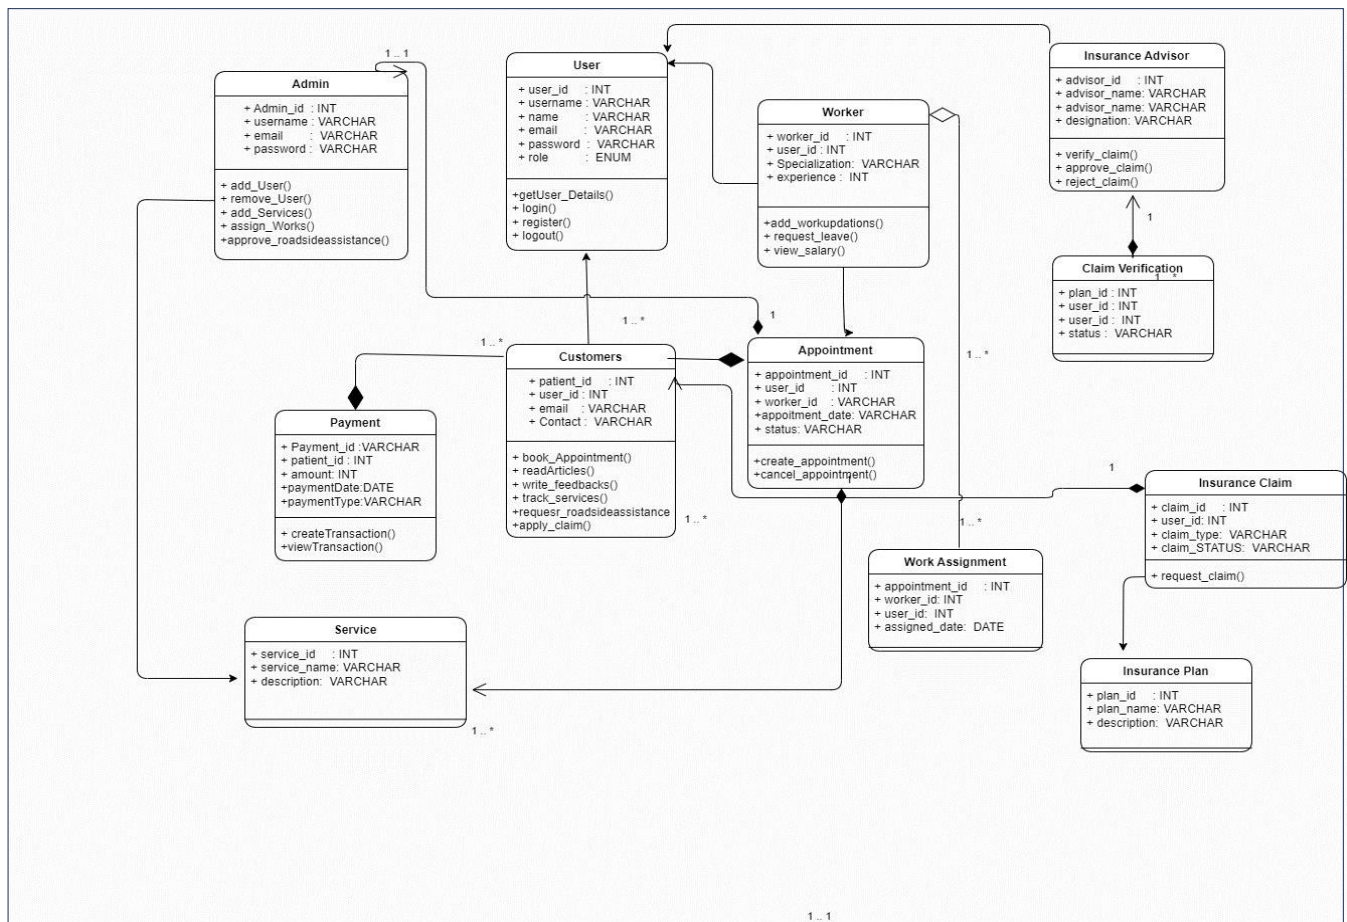 1 .. 1
Admin
+ Admin_id : INT
+ username : VARCHAR
+ email : VARCHAR
+ password : VARCHAR
+ add_User()
+ remove_User()
+ add_Services()
+ assign_Works()
+approve_roadsideassistance()
User
+ user_id : INT
+ username : VARCHAR
+ name : VARCHAR
+ email : VARCHAR
+ password : VARCHAR
+ role : ENUM
+getUser_Details()
+ login()
+ register()
+ logout()
Worker
+ worker_id : INT
+ user_id : INT
+ Specialization: VARCHAR
+ experience : INT
+add_workupdations()
+ request_leave()
+ view_salary()
Insurance Advisor
+ advisor_id : INT
+ advisor_name: VARCHAR
+ advisor_name: VARCHAR
+ designation: VARCHAR
+ verify_claim()
+ approve_claim()
+ reject_claim()
1
Claim Verification
1 .. *
+ plan_id : INT
+ user_id : INT
+ user_id : INT
+ status : VARCHAR
1 .. *
1 .. *
1
1 .. *
Customers
+ patient_id : INT
+ user_id : INT
+ email : VARCHAR
+ Contact : VARCHAR
+ book_Appointment()
+ readArticles()
+ write_feedbacks()
+ track_services()
+requesr_roadsideassistance
+apply_claim()
1 .. *
Appointment
+ appointment_id : INT
+ user_id : INT
+ worker_id : VARCHAR
+appoitment_date: VARCHAR
+ status: VARCHAR
+create_appointment()
+cancel_appointment()
1
Payment
+ Payment_id :VARCHAR
+ patient_id : INT
+ amount: INT
+paymentDate:DATE
+paymentType:VARCHAR
+ createTransaction()
+viewTransaction()
1
Insurance Claim
+ claim_id : INT
+ user_id: INT
+ claim_type: VARCHAR
+ claim_STATUS: VARCHAR
+ request_claim()
1 .. *
Work Assignment
+ appointment_id : INT
+ worker_id: INT
+ user_id: INT
+ assigned_date: DATE
Service
+ service_id : INT
+ service_name: VARCHAR
+ description: VARCHAR
1 .. *
Insurance Plan
+ plan_id : INT
+ plan_name: VARCHAR
+ description: VARCHAR
1 .. 1